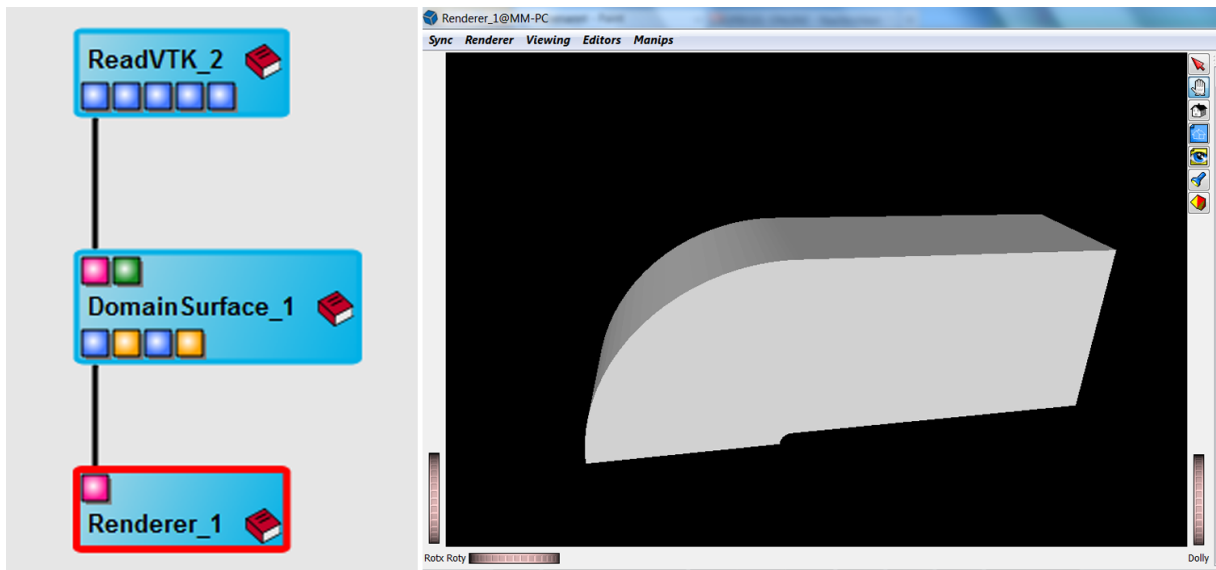 ReadVTK_2
DomainSurface_1
Renderer_1
Renderer_1@MM-PC
Sync Renderer Viewing Editors Manips
Rotx Roty
Dolly